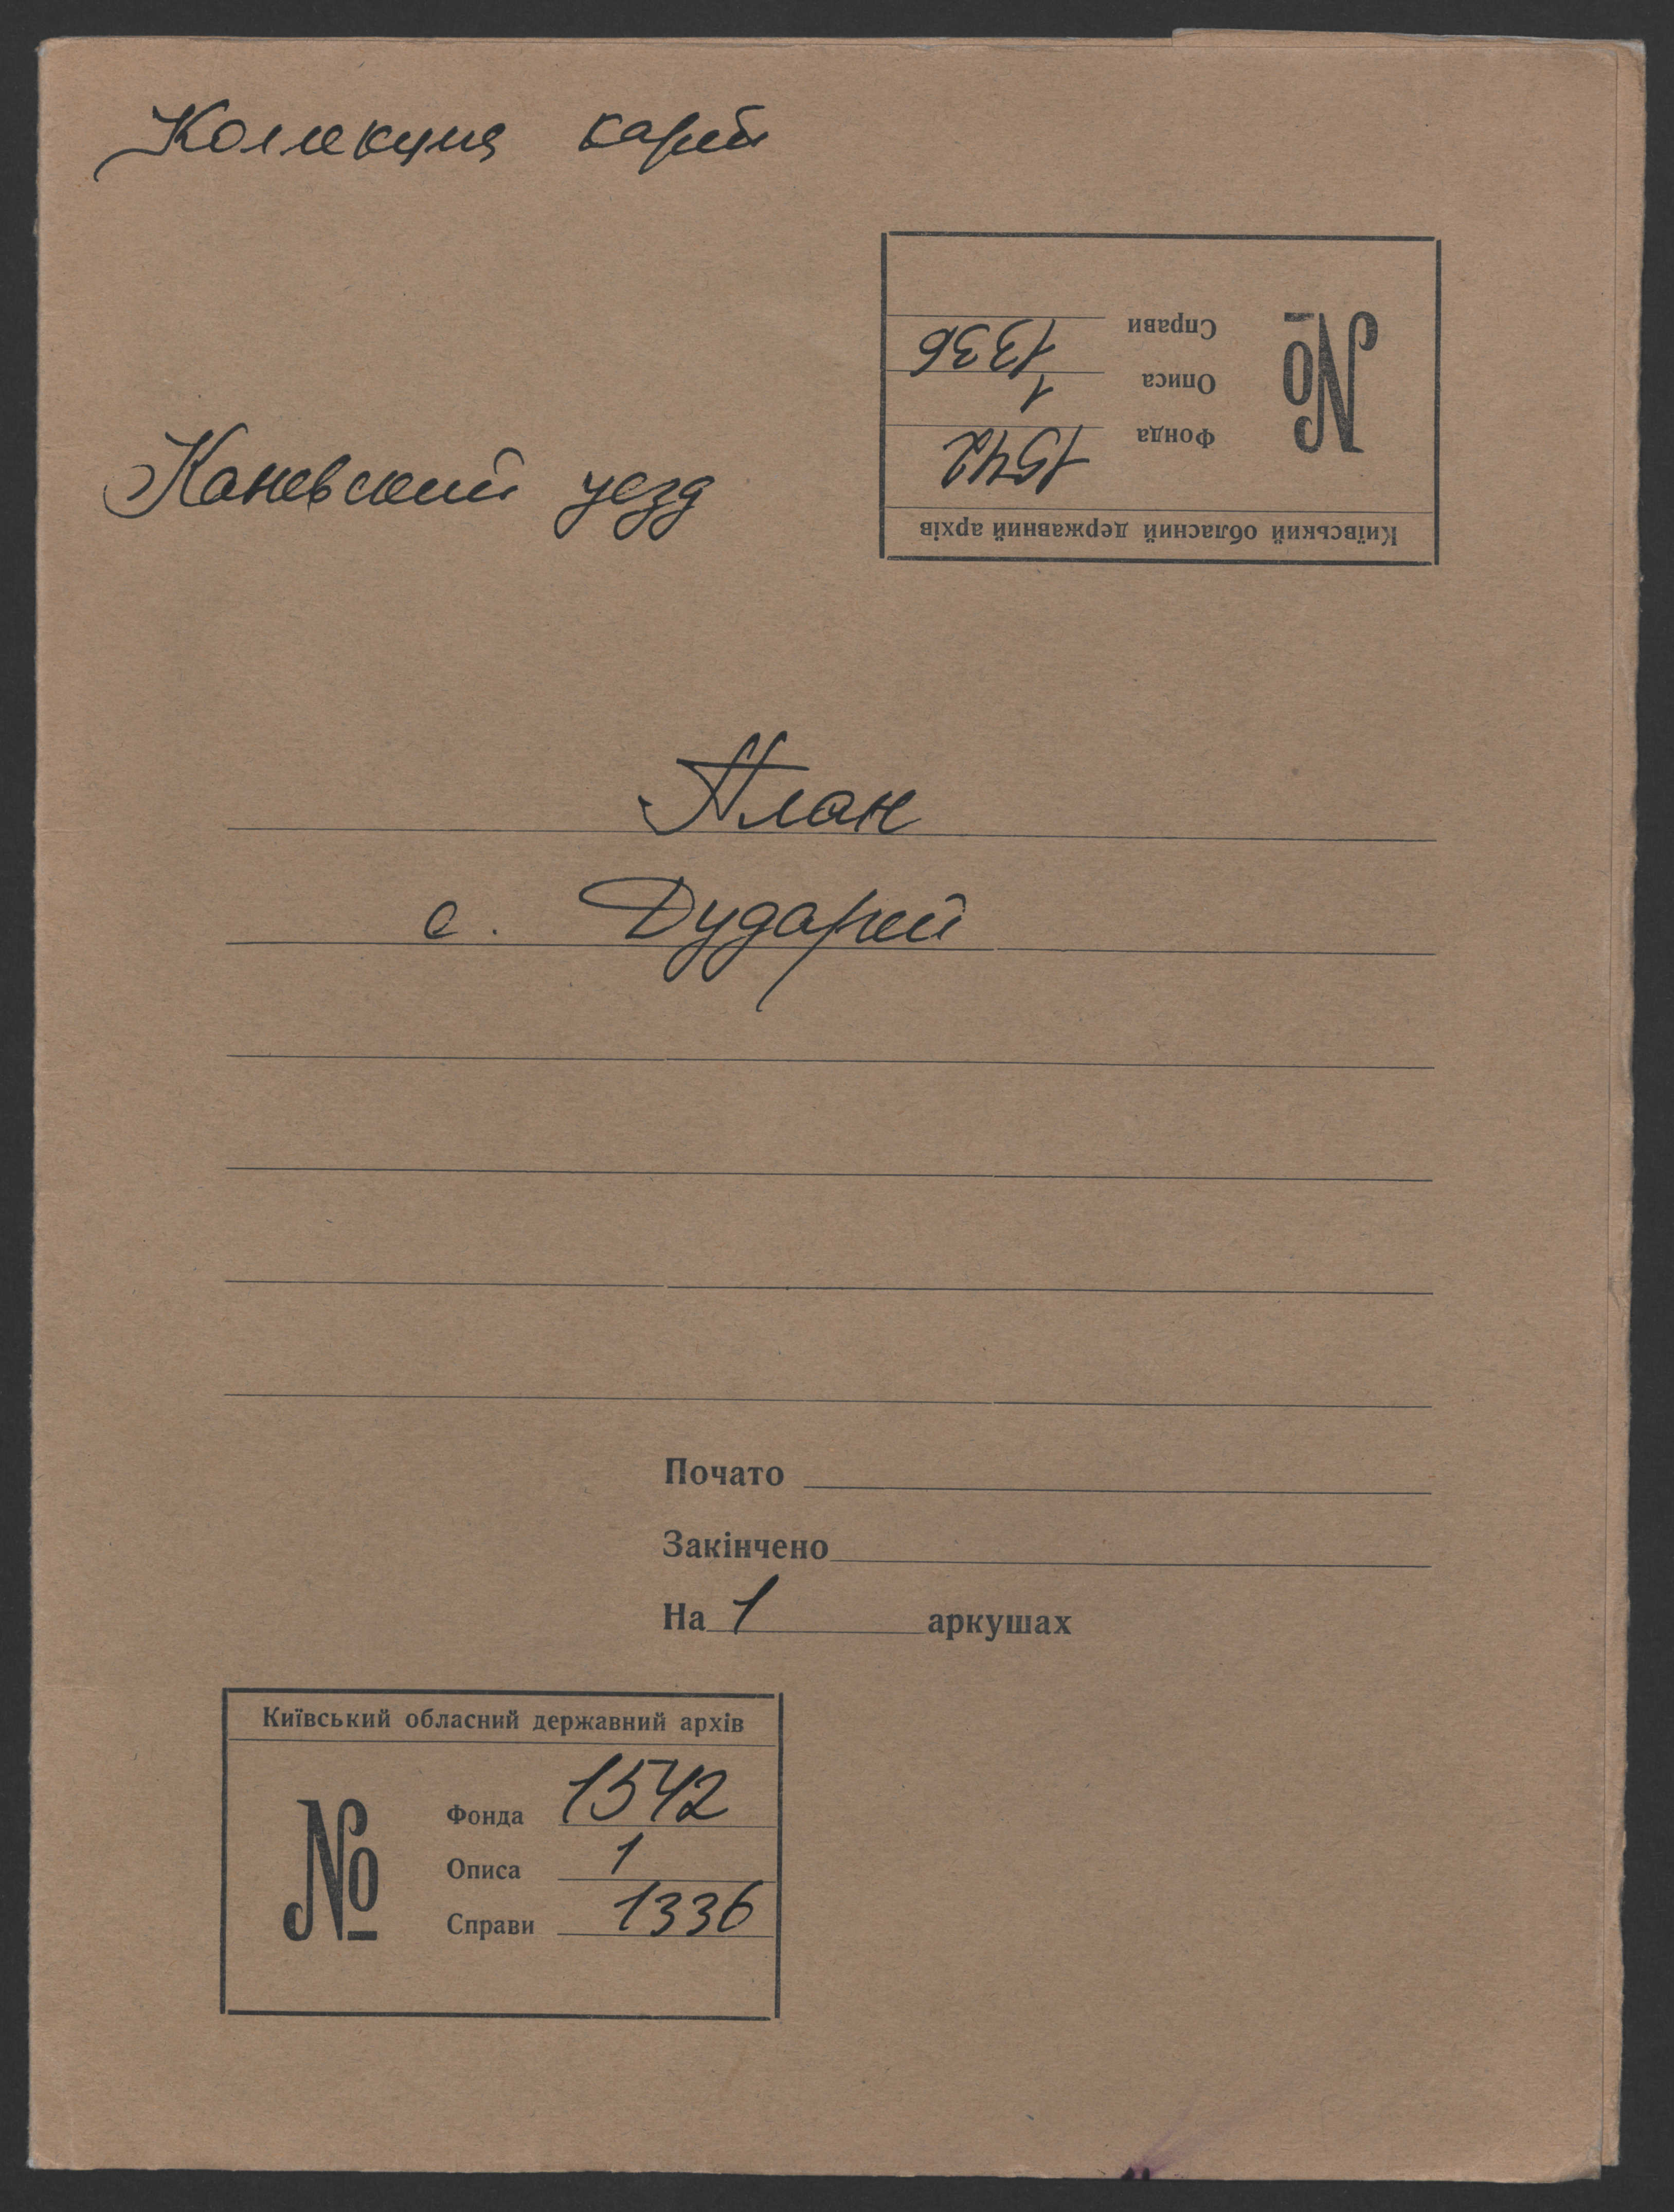 Коллекция карт
Київський обласний державний архів
№
Фонда 1542
Описа 1
Справи 1336
Каневский уезд
План
с. Дударей
Почато
Закінчено
На 1 аркушах
Київський обласний державний архів
№
Фонда 1542
Описа 1
Справи 1336